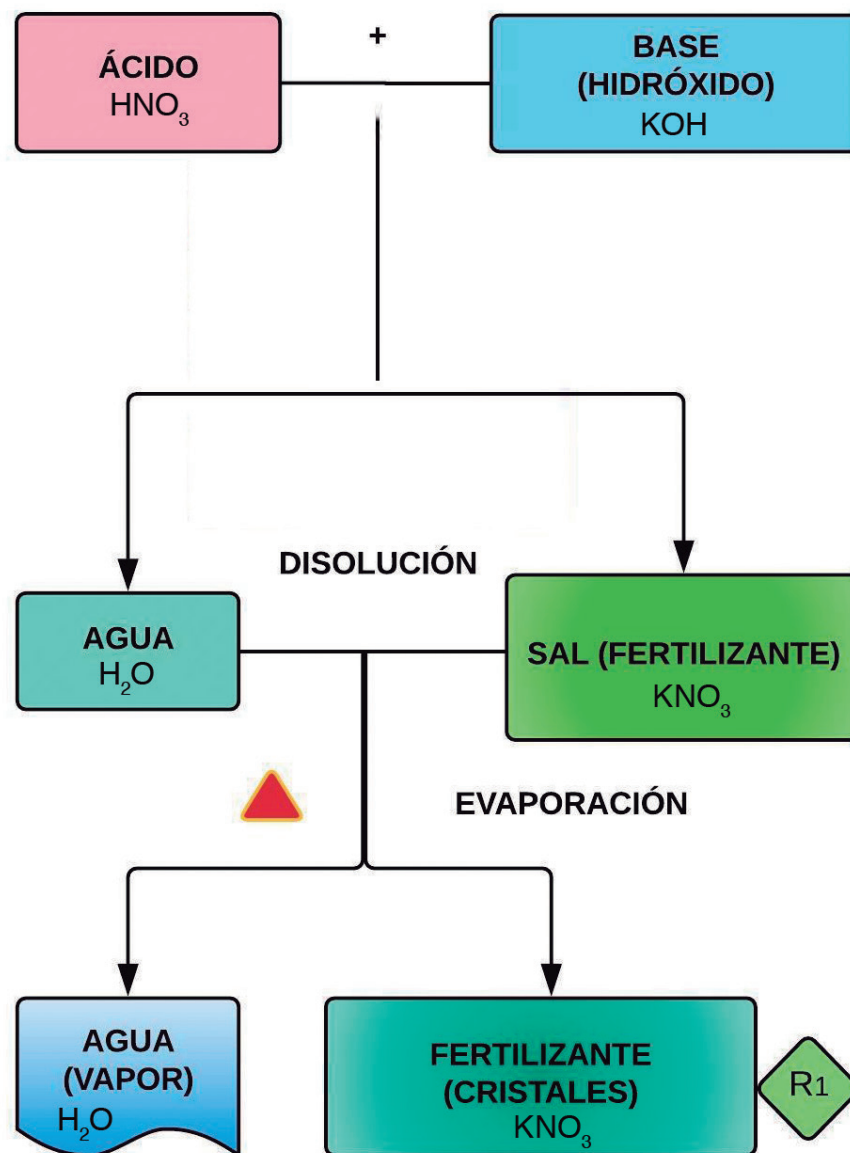 +
ÁCIDO
HNO₃
BASE
(HIDRÓXIDO)
KOH
DISOLUCIÓN
AGUA
H₂O
SAL (FERTILIZANTE)
KNO₃
EVAPORACIÓN
AGUA
(VAPOR)
H₂O
FERTILIZANTE
(CRISTALES)
KNO₃
R1